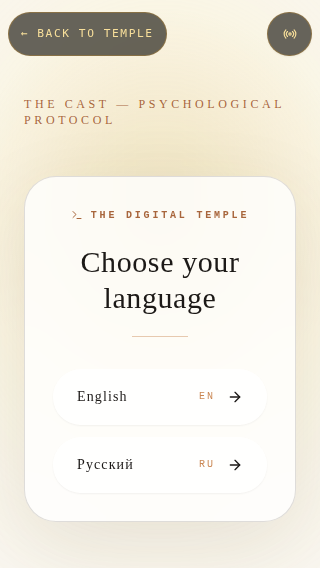 ← BACK TO TEMPLE
THE CAST — PSYCHOLOGICAL
PROTOCOL
THE DIGITAL TEMPLE
Choose your
language
English EN →
Русский RU →